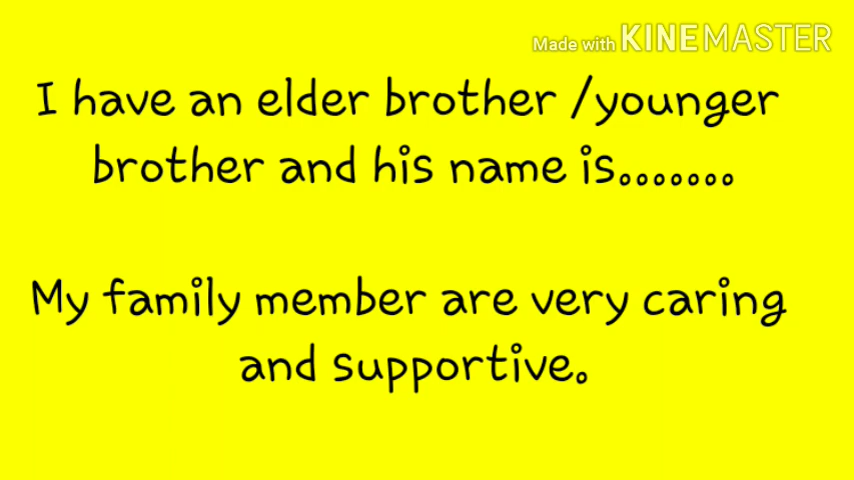 Made with KINEMASTER
I have an elder brother /younger
brother and his name is.......
My family member are very caring
and supportive.